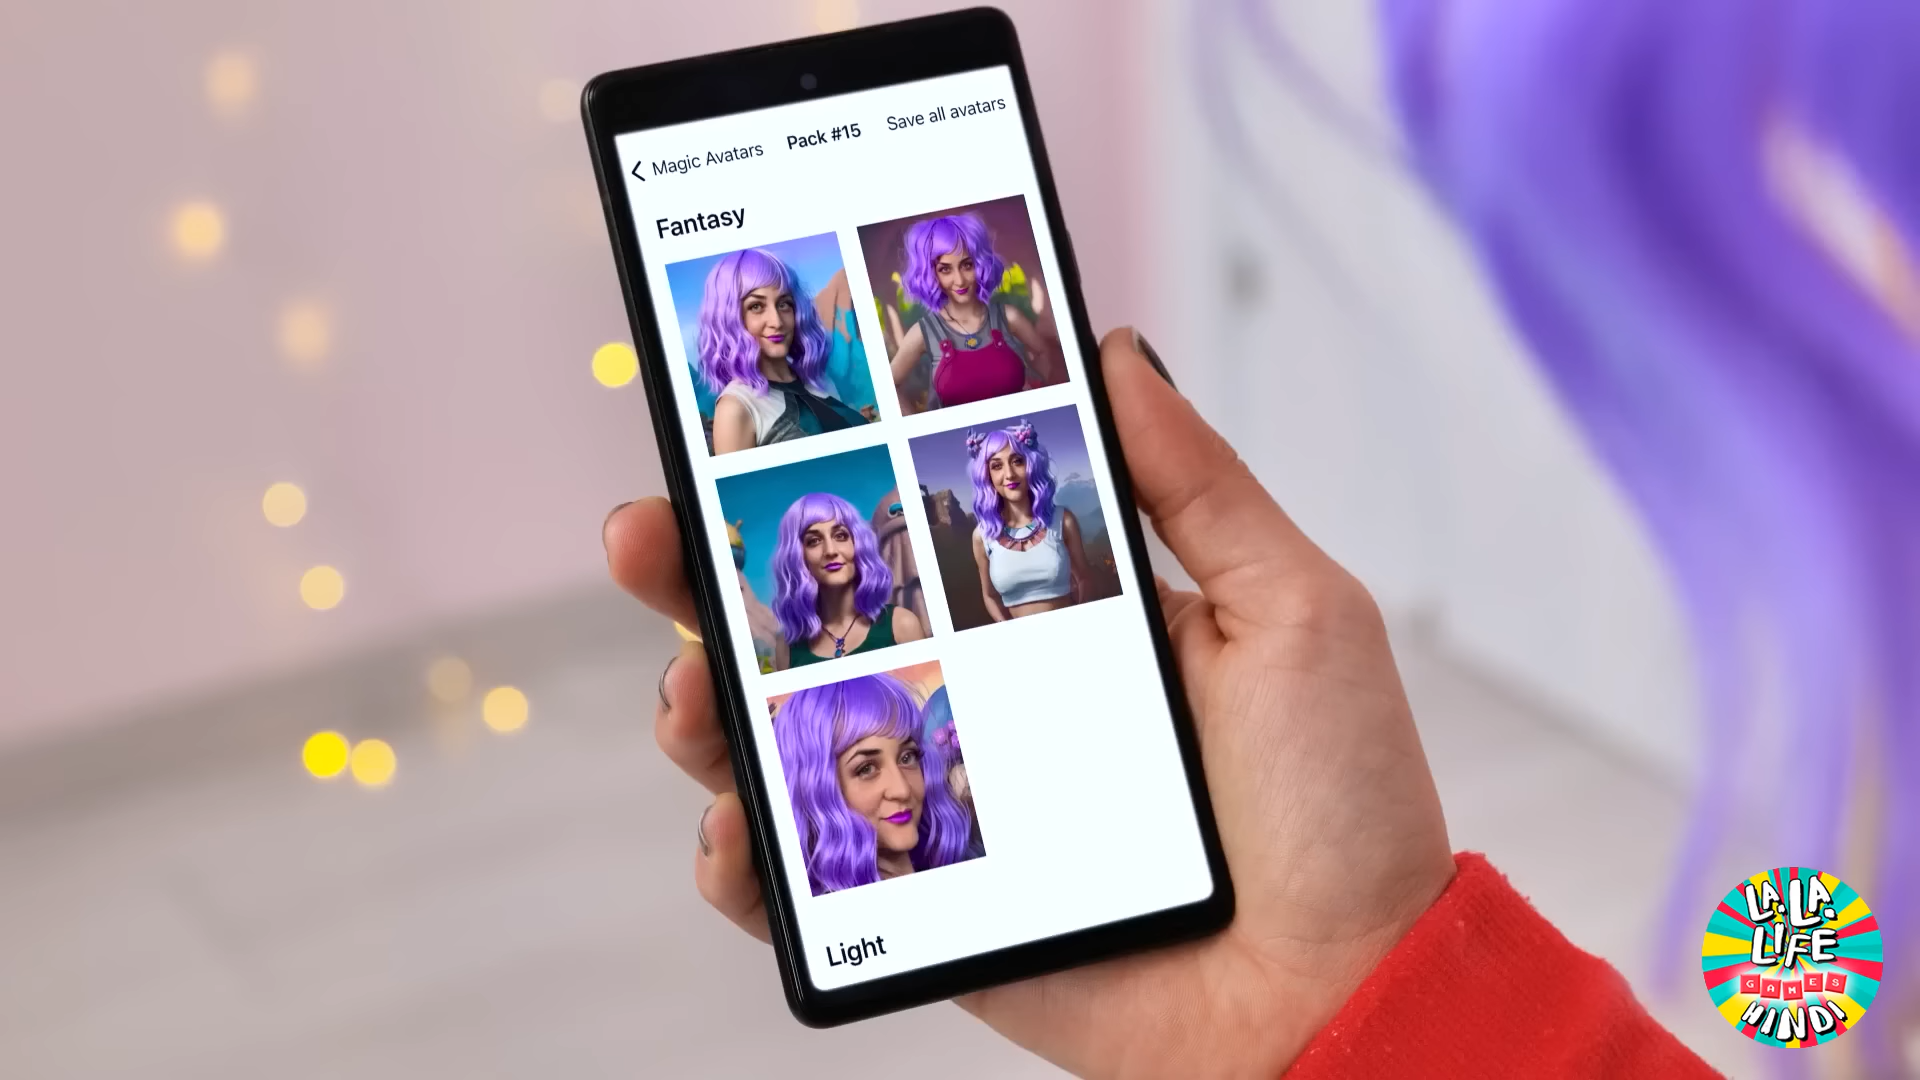 Magic Avatars
Pack #15
Save all avatars
Fantasy
Light
LA LA
LIFE
GAMES
HINDI